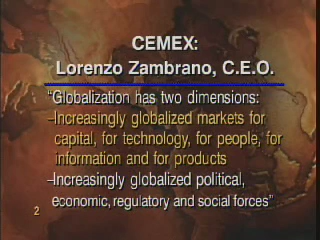 CEMEX:
Lorenzo Zambrano, C.E.O.
“Globalization has two dimensions:
–Increasingly globalized markets for
capital, for technology, for people, for
information and for products
–Increasingly globalized political,
economic, regulatory and social forces”
2